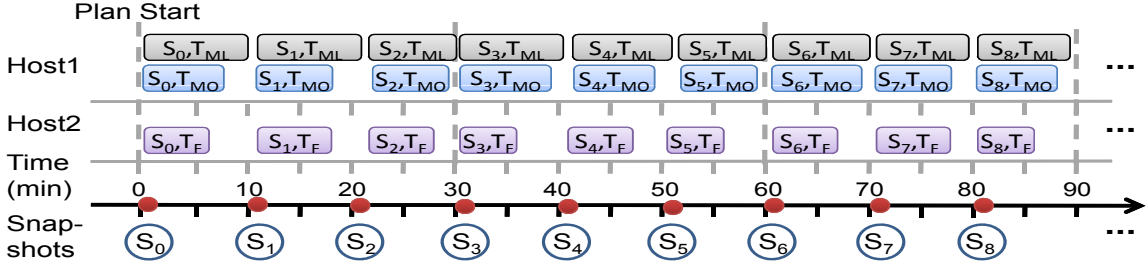 Plan Start
S0,TML S1,TML S2,TML S3,TML S4,TML S5,TML S6,TML S7,TML S8,TML
Host1
S0,TMO S1,TMO S2,TMO S3,TMO S4,TMO S5,TMO S6,TMO S7,TMO S8,TMO
...
Host2
S0,TF S1,TF S2,TF S3,TF S4,TF S5,TF S6,TF S7,TF S8,TF
...
Time
(min)
0 10 20 30 40 50 60 70 80 90
Snap-
shots
S0 S1 S2 S3 S4 S5 S6 S7 S8
...